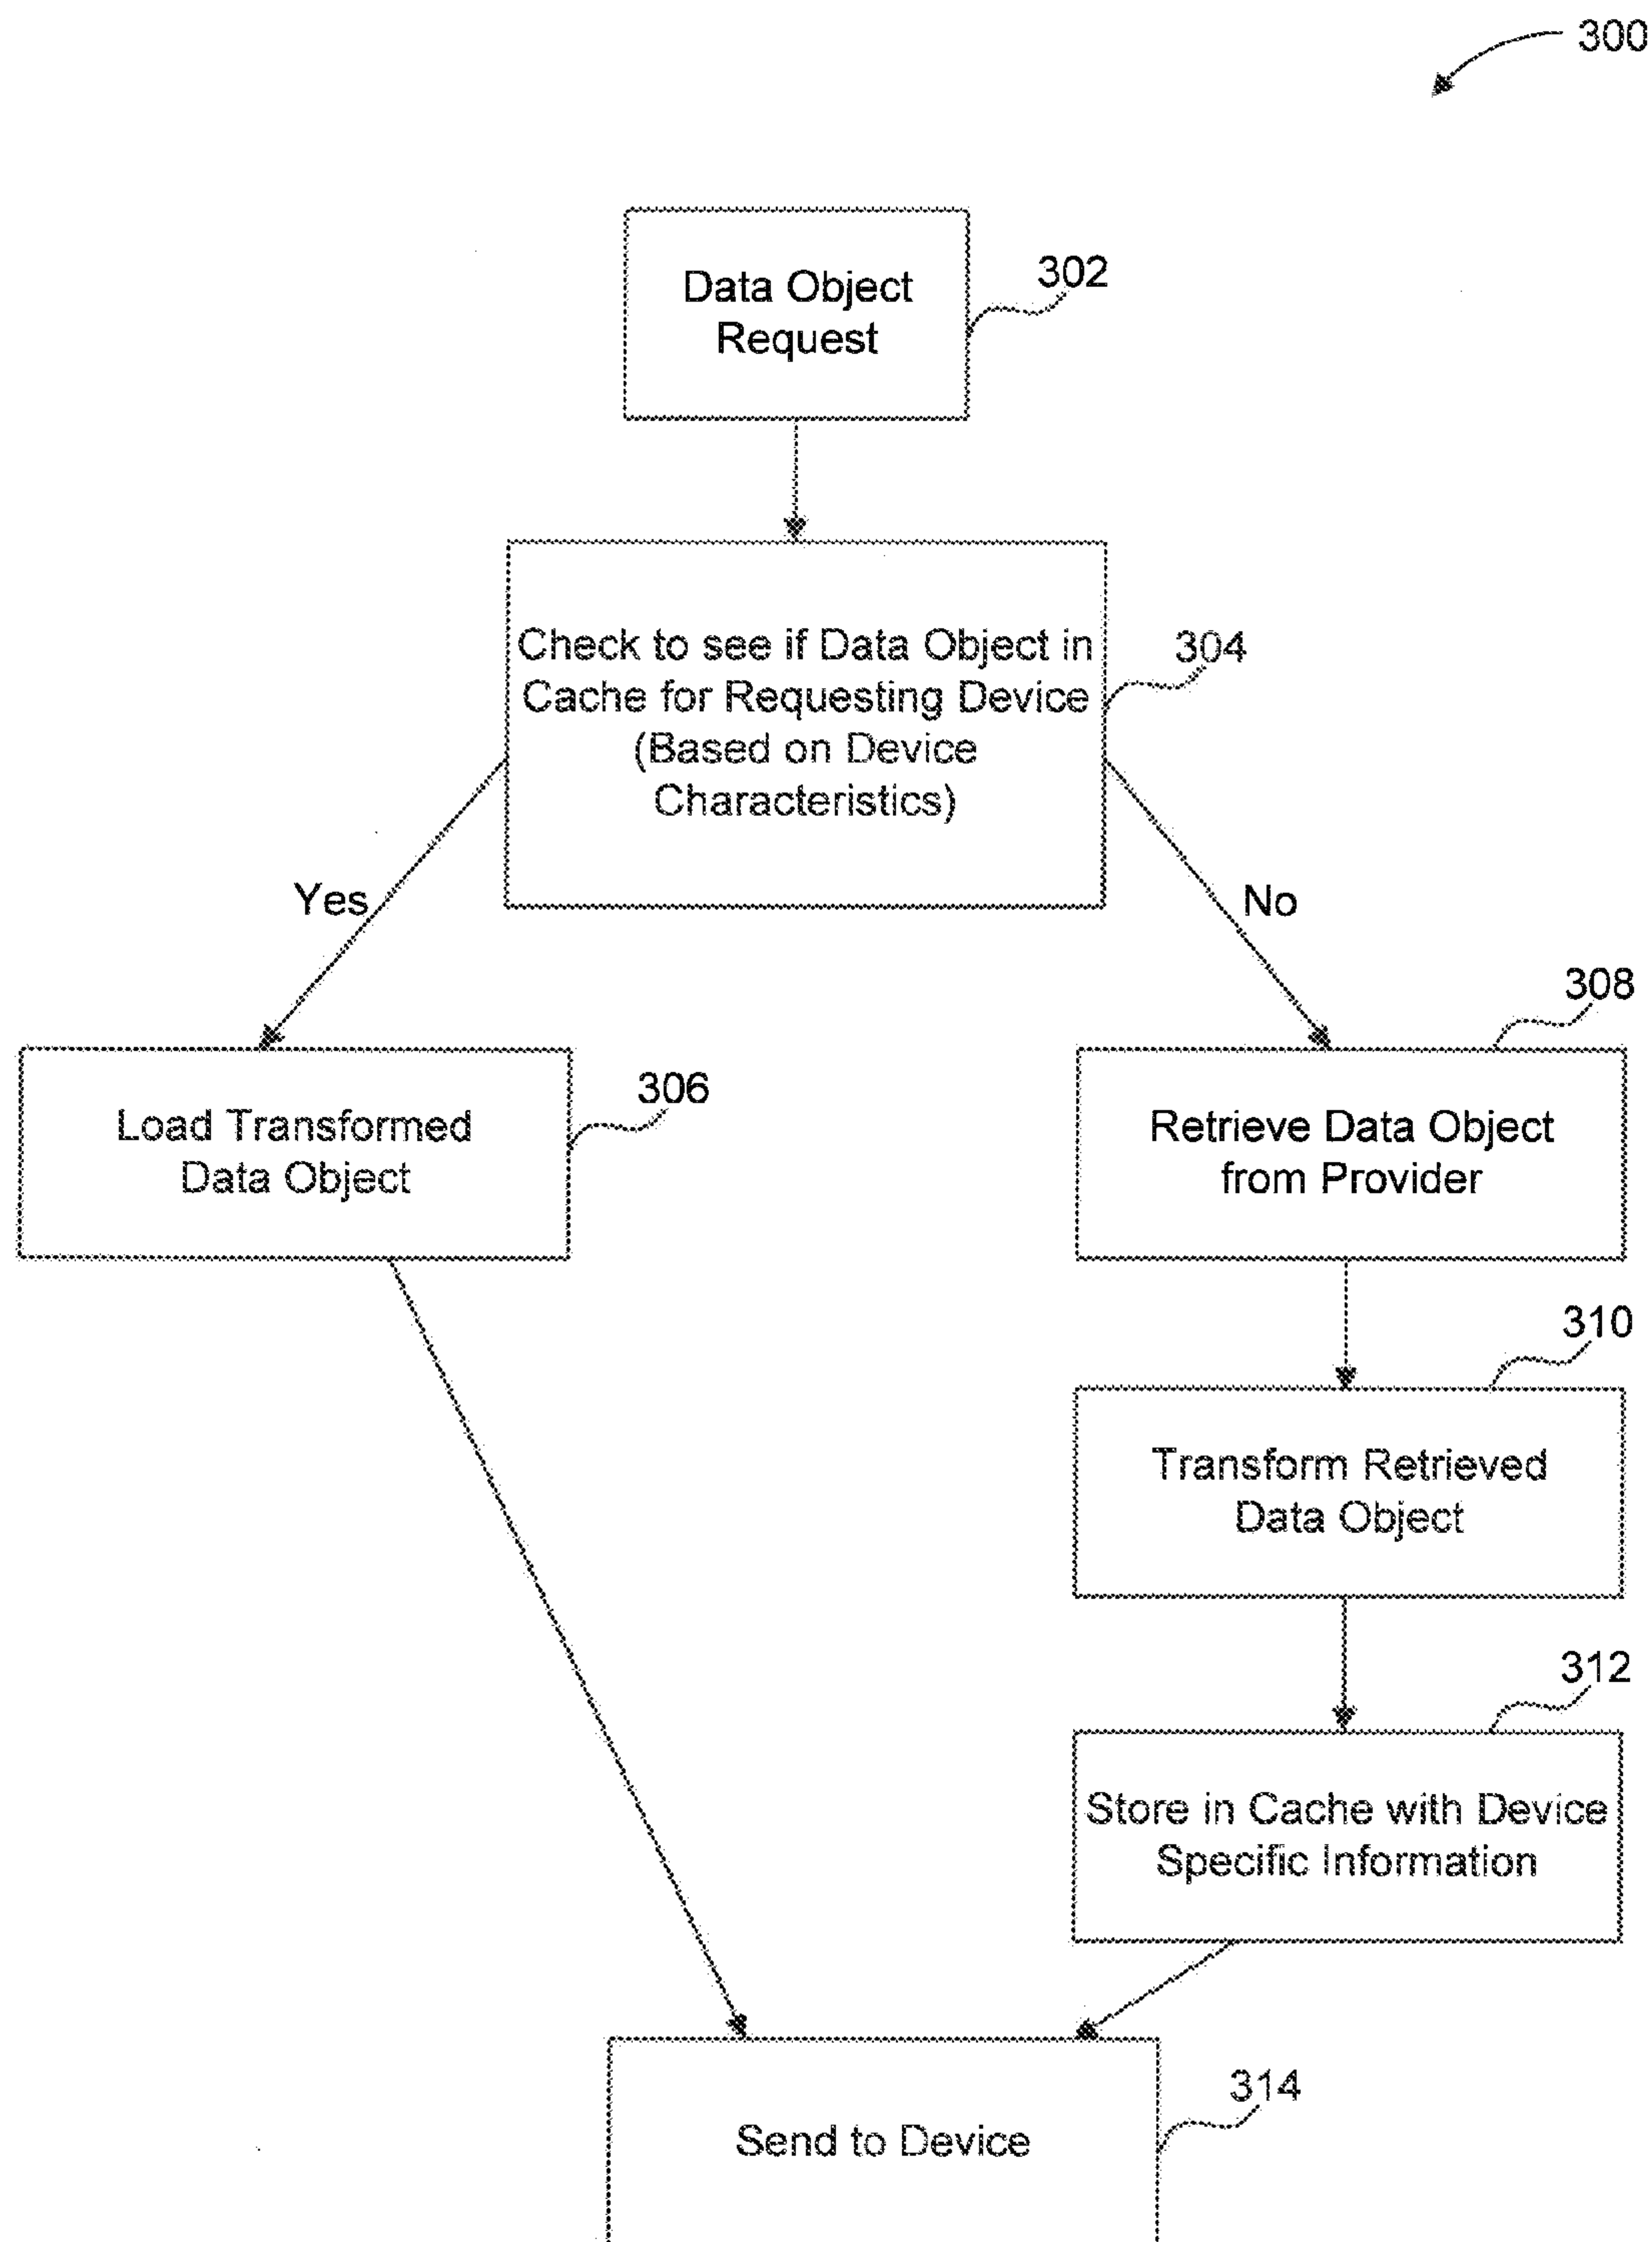 300
Data Object
Request
302
Check to see if Data Object in
Cache for Requesting Device
(Based on Device
Characteristics)
304
Yes
No
Load Transformed
Data Object
306
308
Retrieve Data Object
from Provider
310
Transform Retrieved
Data Object
312
Store in Cache with Device
Specific Information
Send to Device
314